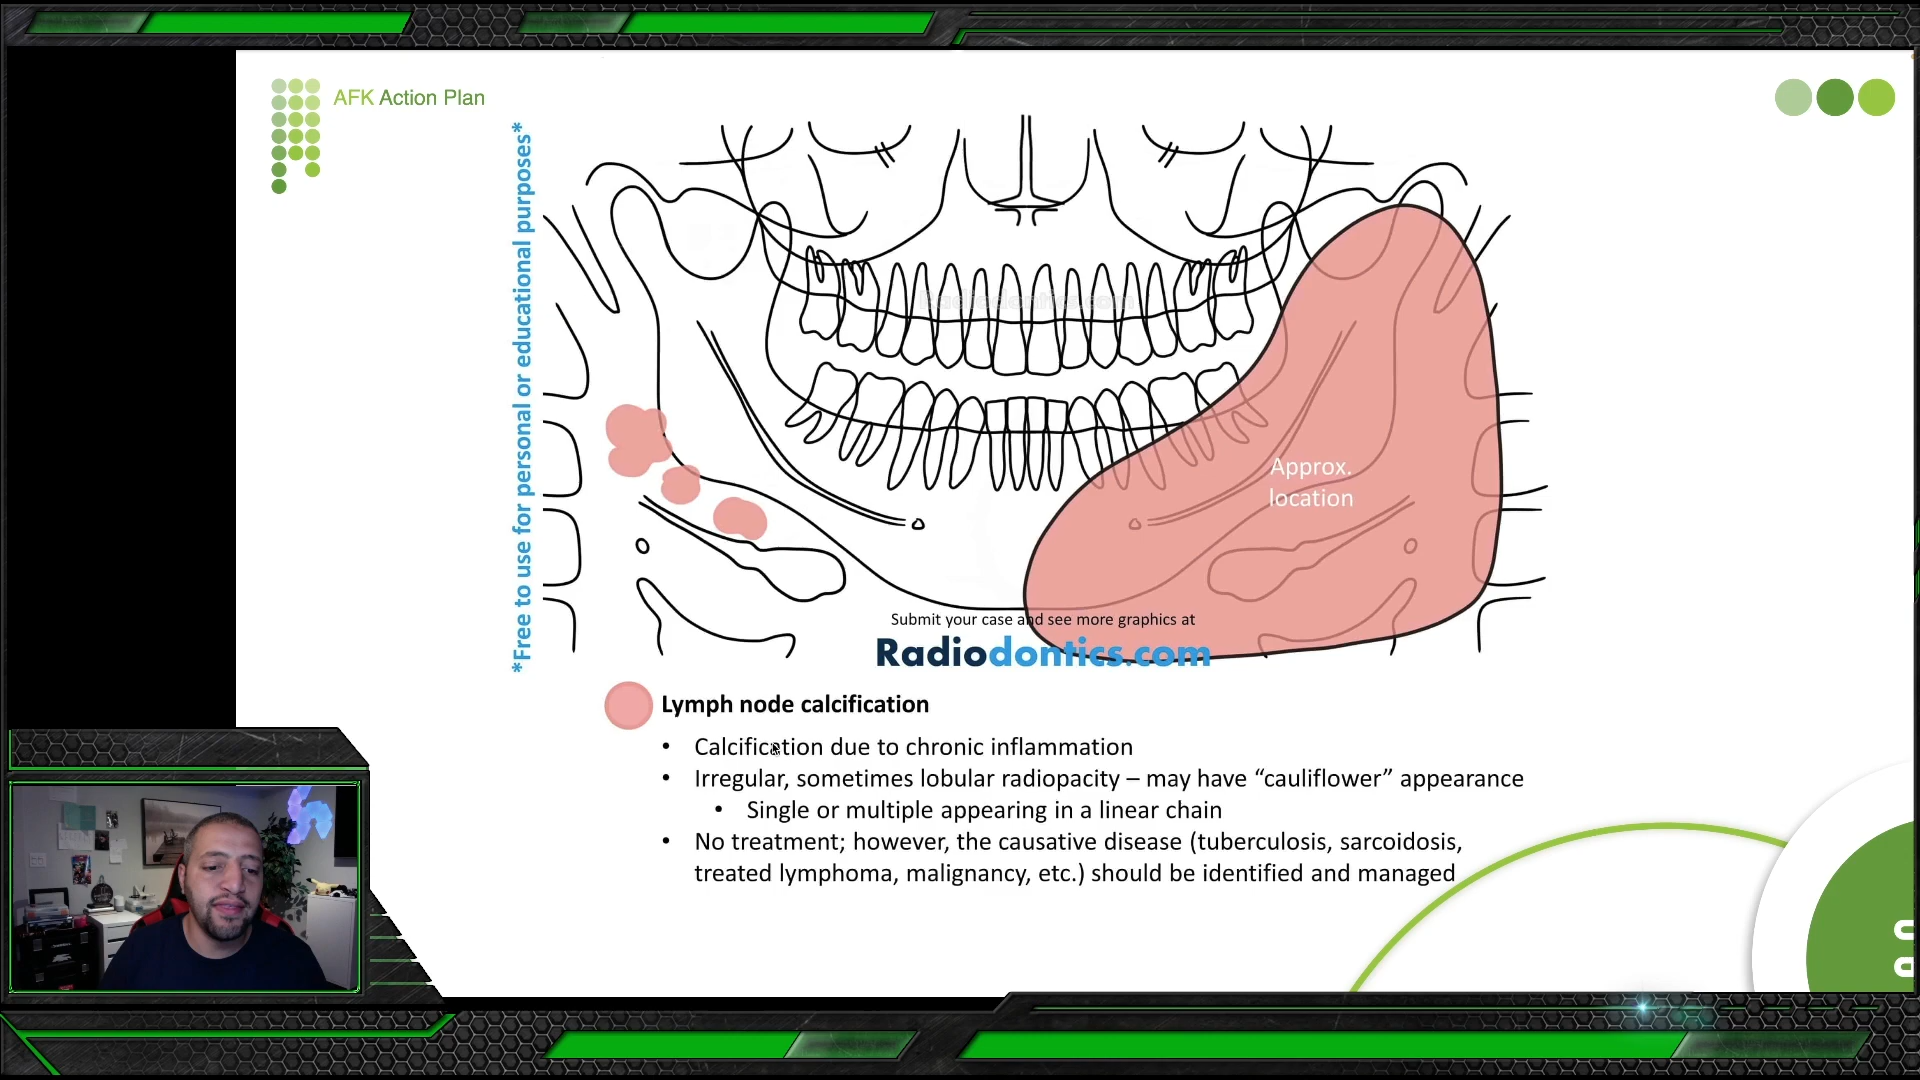 AFK Action Plan
*Free to use for personal or educational purposes*
Radiodontics.com
Approx.
location
Submit your case and see more graphics at
Radiodontics.com
Lymph node calcification
• Calcification due to chronic inflammation
• Irregular, sometimes lobular radiopacity – may have “cauliflower” appearance
• Single or multiple appearing in a linear chain
• No treatment; however, the causative disease (tuberculosis, sarcoidosis,
treated lymphoma, malignancy, etc.) should be identified and managed